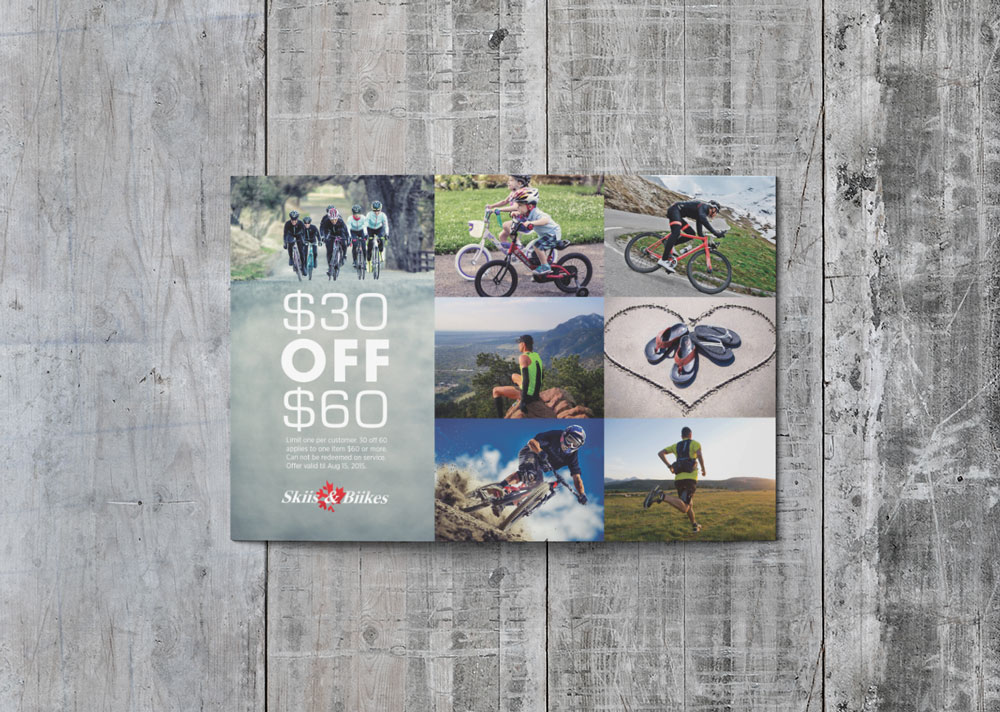 $30
OFF
$60
Limit one per customer. 30 off 60
applies to one item $60 or more.
Can not be redeemed on service.
Offer valid til Aug 15, 2015.
Skiis & Biikes